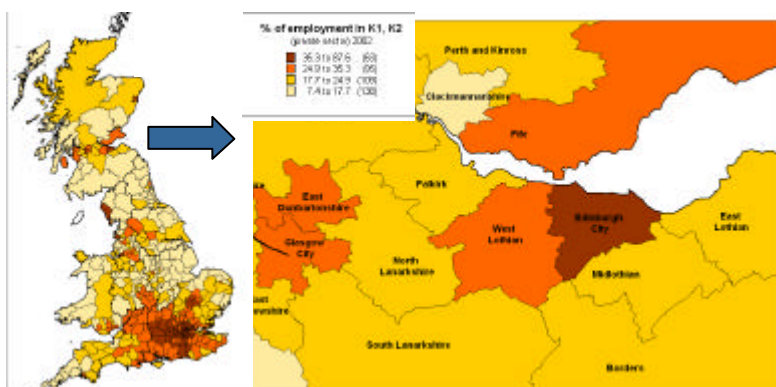 % of employment in K1, K2
(private sector) 2002
35.3 to 87.6 (63)
24.9 to 35.3 (95)
17.7 to 24.9 (109)
7.4 to 17.7
Perth and Kinross
Clackmannanshire
Fife
Falkirk
East
Dunbartonshire
Edinburgh
City
East
Lothian
Glasgow
City
West
Lothian
North
Lanarkshire
Midlothian
South Lanarkshire
Borders